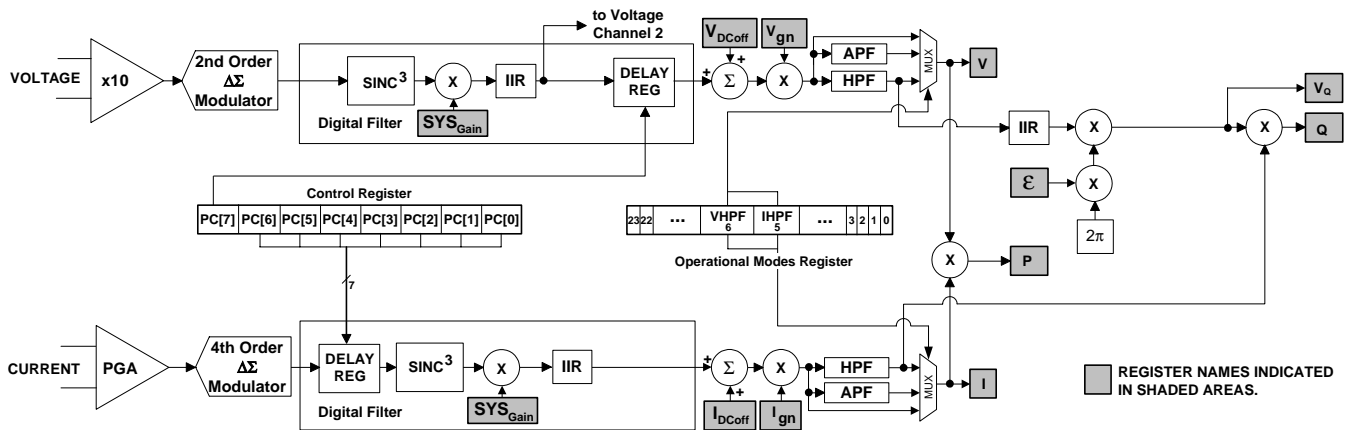 to Voltage
Channel 2
VOLTAGE
x10
2nd Order
ΔΣ
Modulator
SINC3
X
IIR
DELAY
REG
SYSGain
Digital Filter
VDCoff
Vgn
+
+
Σ
X
APF
HPF
MUX
V
IIR
X
X
VQ
Q
ε
X
2π
Control Register
PC[7] PC[6] PC[5] PC[4] PC[3] PC[2] PC[1] PC[0]
23 22 ... VHPF 6 IHPF 5 ... 3 2 1 0
Operational Modes Register
X
P
7
CURRENT
PGA
4th Order
ΔΣ
Modulator
DELAY
REG
SINC3
X
IIR
SYSGain
Digital Filter
+
+
Σ
X
IDCoff
Ign
HPF
APF
MUX
I
REGISTER NAMES INDICATED
IN SHADED AREAS.